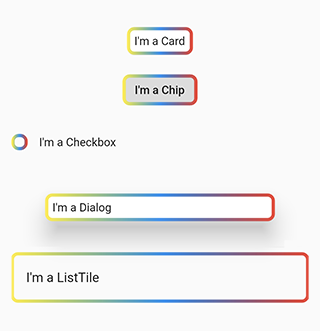 I'm a Card
I'm a Chip
I'm a Checkbox
I'm a Dialog
I'm a ListTile